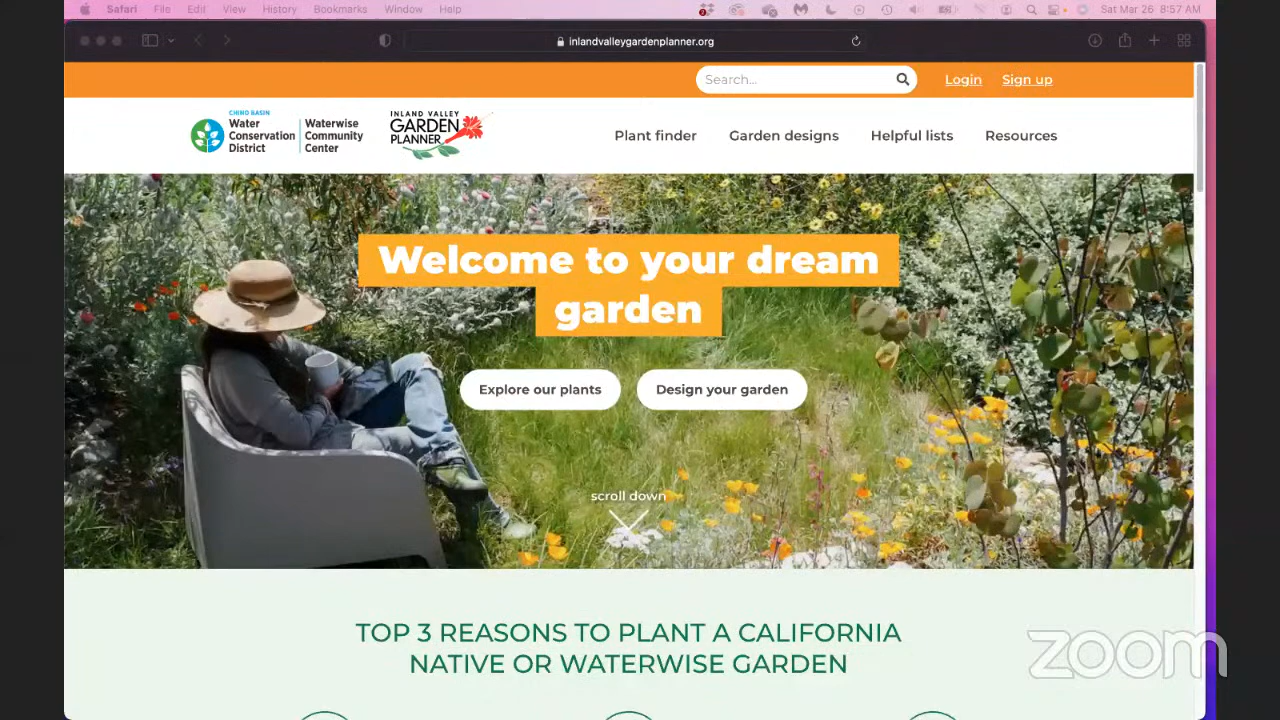 Safari File Edit View History Bookmarks Window Help Sat Mar 26 8:57 AM
inlandvalleygardenplanner.org
Search... Login Sign up
CHINO BASIN
Water
Conservation
District
Waterwise
Community
Center
INLAND VALLEY
GARDEN
PLANNER
Plant finder Garden designs Helpful lists Resources
Welcome to your dream
garden
Explore our plants Design your garden
scroll down
TOP 3 REASONS TO PLANT A CALIFORNIA
NATIVE OR WATERWISE GARDEN
zoom